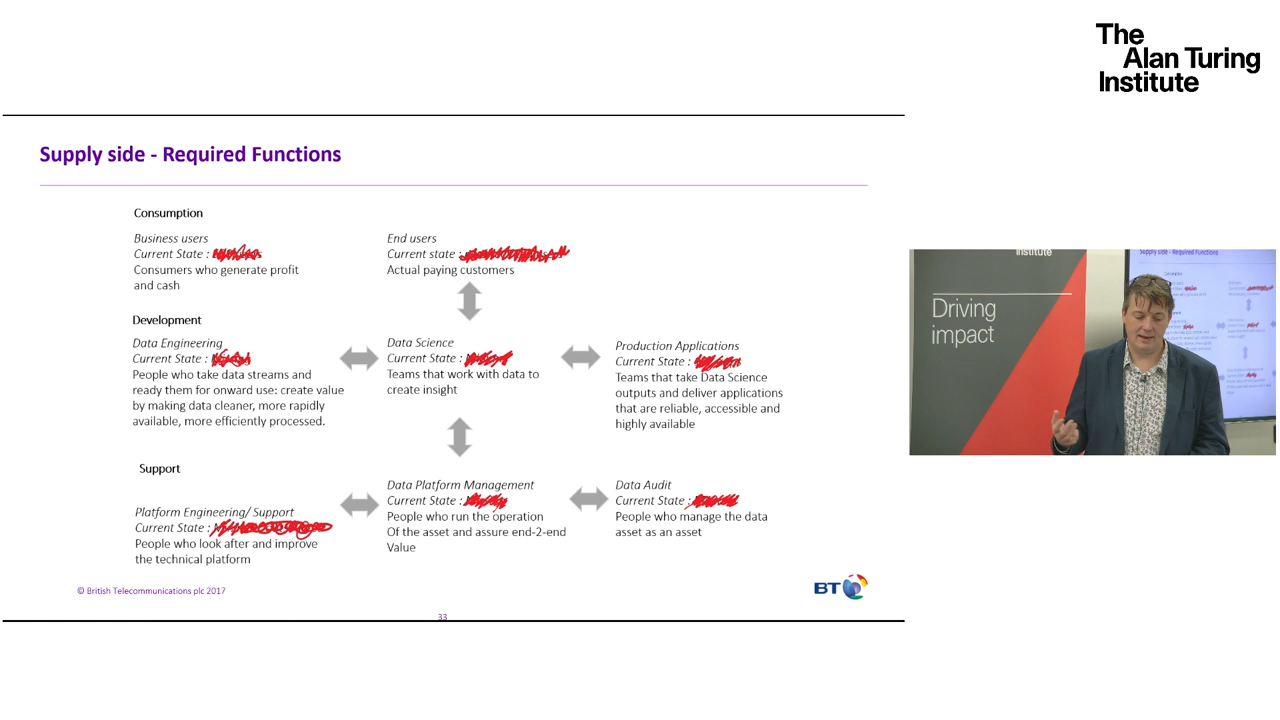 The
Alan Turing
Institute
Supply side - Required Functions
Consumption
Business users
Current State :
Consumers who generate profit
and cash
End users
Current state :
Actual paying customers
Development
Data Engineering
Current State :
People who take data streams and
ready them for onward use: create value
by making data cleaner, more rapidly
available, more efficiently processed.
Data Science
Current State :
Teams that work with data to
create insight
Production Applications
Current State :
Teams that take Data Science
outputs and deliver applications
that are reliable, accessible and
highly available
Support
Platform Engineering/ Support
Current State :
People who look after and improve
the technical platform
Data Platform Management
Current State :
People who run the operation
Of the asset and assure end-2-end
Value
Data Audit
Current State :
People who manage the data
asset as an asset
© British Telecommunications plc 2017
BT
33
Institute
Driving
impact
Supply side - Required Functions